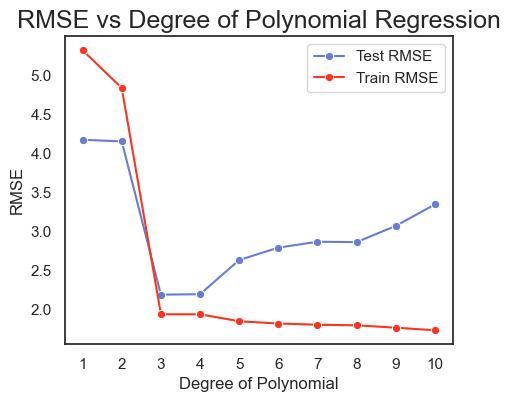 RMSE vs Degree of Polynomial Regression
Test RMSE
Train RMSE
RMSE
5.0
4.5
4.0
3.5
3.0
2.5
2.0
1 2 3 4 5 6 7 8 9 10
Degree of Polynomial